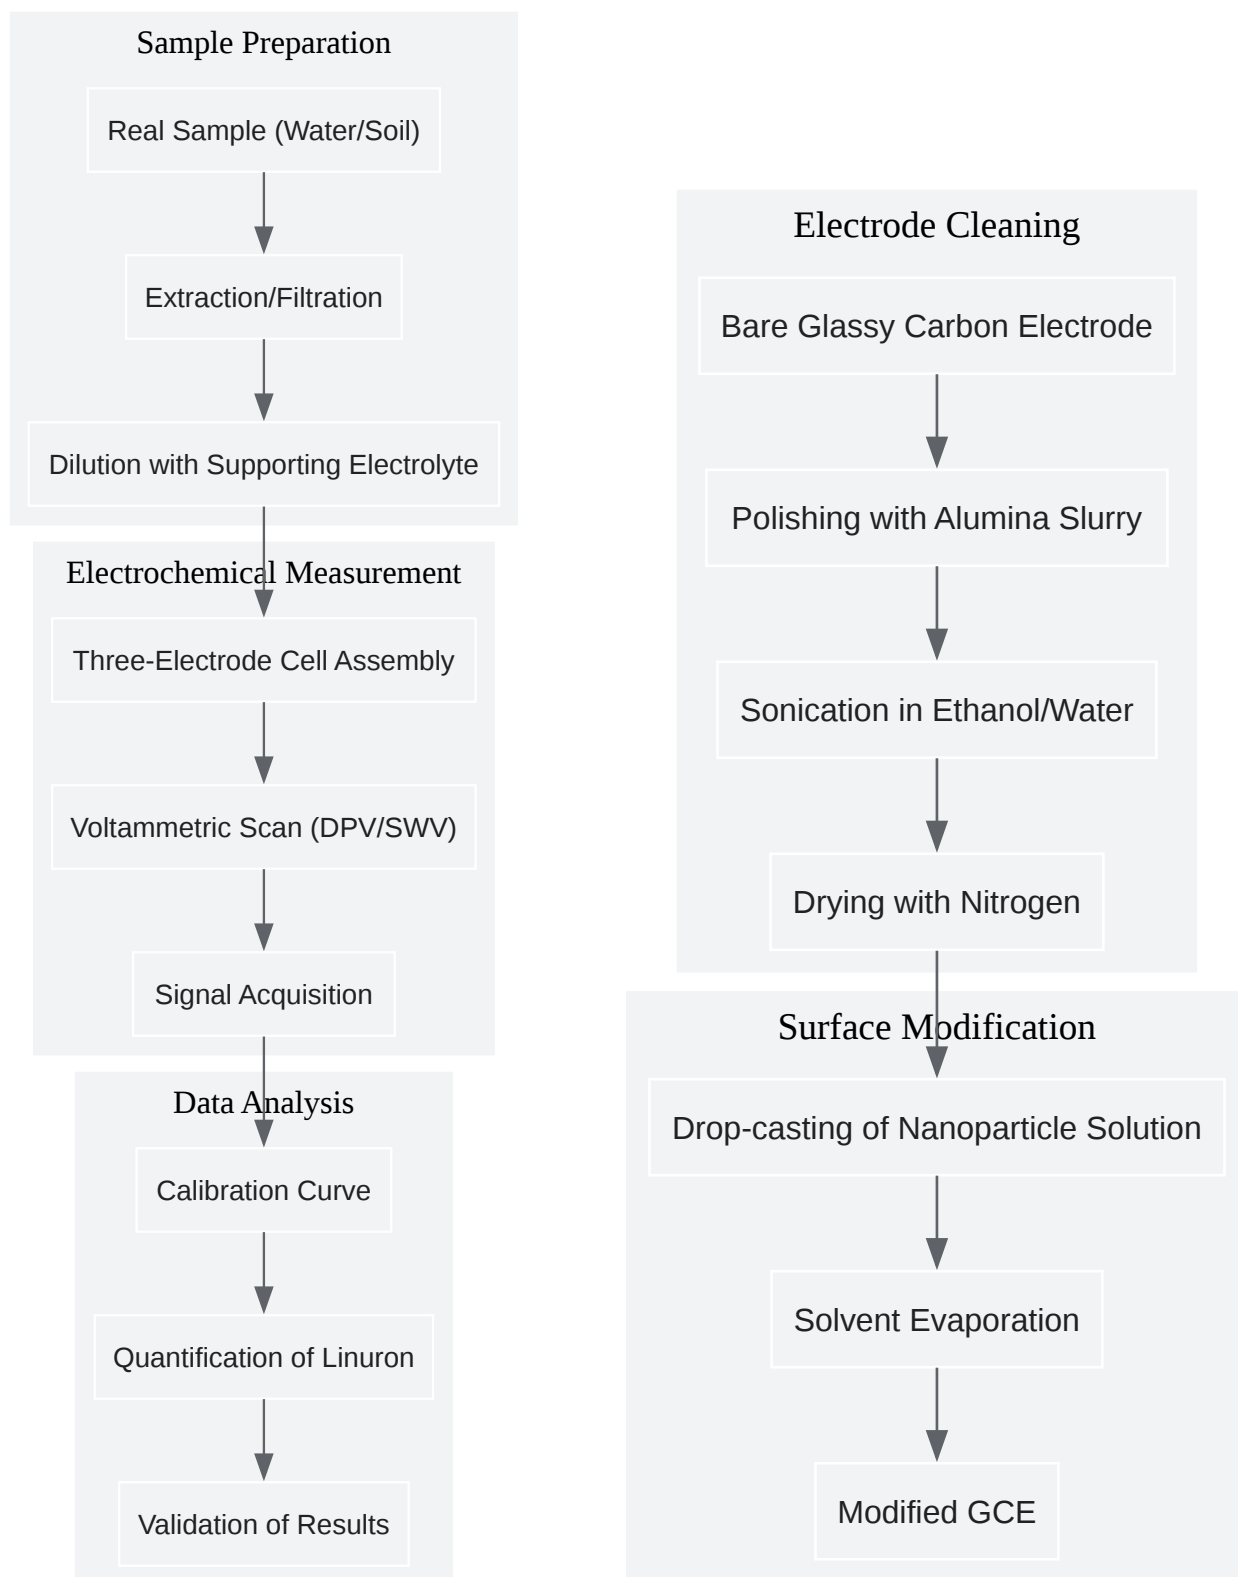 Sample Preparation
Real Sample (Water/Soil)
Extraction/Filtration
Dilution with Supporting Electrolyte
Electrochemical Measurement
Three-Electrode Cell Assembly
Voltammetric Scan (DPV/SWV)
Signal Acquisition
Data Analysis
Calibration Curve
Quantification of Linuron
Validation of Results
Electrode Cleaning
Bare Glassy Carbon Electrode
Polishing with Alumina Slurry
Sonication in Ethanol/Water
Drying with Nitrogen
Surface Modification
Drop-casting of Nanoparticle Solution
Solvent Evaporation
Modified GCE